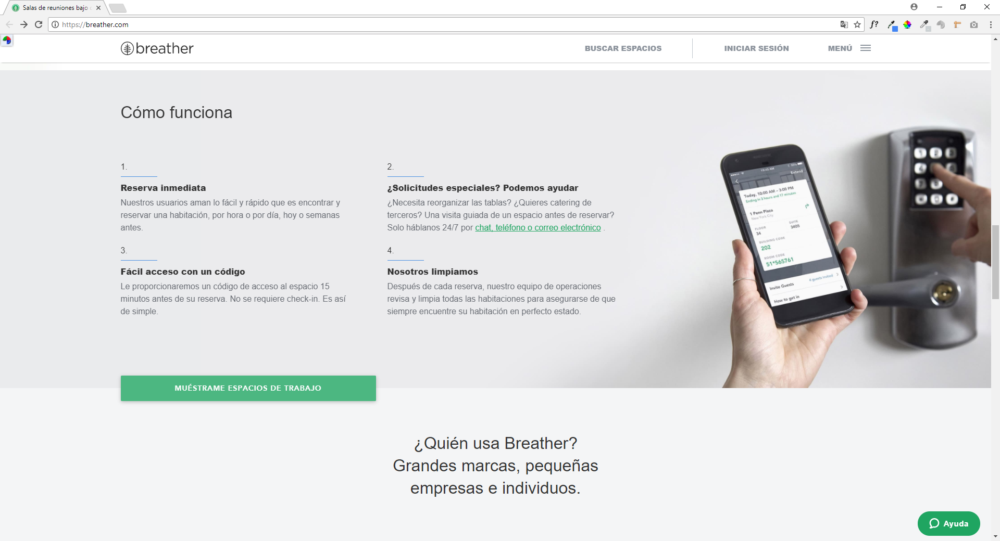 Salas de reuniones bajo
https://breather.com
f?
breather
BUSCAR ESPACIOS
INICIAR SESIÓN
MENÚ
Cómo funciona
1.
Reserva inmediata
Nuestros usuarios aman lo fácil y rápido que es encontrar y
reservar una habitación, por hora o por día, hoy o semanas
antes.
2.
¿Solicitudes especiales? Podemos ayudar
¿Necesita reorganizar las tablas? ¿Quieres catering de
terceros? Una visita guiada de un espacio antes de reservar?
Solo háblanos 24/7 por chat, teléfono o correo electrónico .
3.
Fácil acceso con un código
Le proporcionaremos un código de acceso al espacio 15
minutos antes de su reserva. No se requiere check-in. Es así
de simple.
4.
Nosotros limpiamos
Después de cada reserva, nuestro equipo de operaciones
revisa y limpia todas las habitaciones para asegurarse de que
siempre encuentre su habitación en perfecto estado.
10:43 AM
93%
Extend
Today, 10:00 AM – 3:00 PM
Ending in 3 hours and 17 minutes
1 Penn Plaza
New York City
FLOOR
34
SUITE
3405
BUILDING CODE
202
ROOM CODE
51*565761
Invite Guests
4 guests invited
How to get in
MUÉSTRAME ESPACIOS DE TRABAJO
¿Quién usa Breather?
Grandes marcas, pequeñas
empresas e individuos.
Ayuda